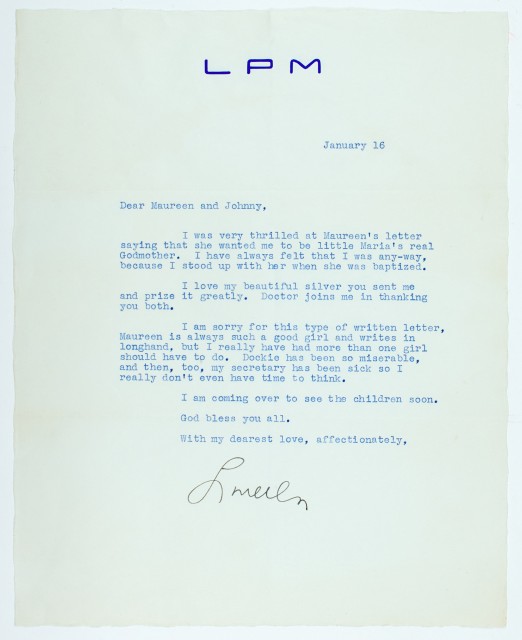 LPM
January 16
Dear Maureen and Johnny,
I was very thrilled at Maureen's letter
saying that she wanted me to be little Maria's real
Godmother. I have always felt that I was any-way,
because I stood up with her when she was baptized.
I love my beautiful silver you sent me
and prize it greatly. Doctor joins me in thanking
you both.
I am sorry for this type of written letter,
Maureen is always such a good girl and writes in
longhand, but I really have had more than one girl
should have to do. Dockie has been so miserable,
and then, too, my secretary has been sick so I
really don't even have time to think.
I am coming over to see the children soon.
God bless you all.
With my dearest love, affectionately,